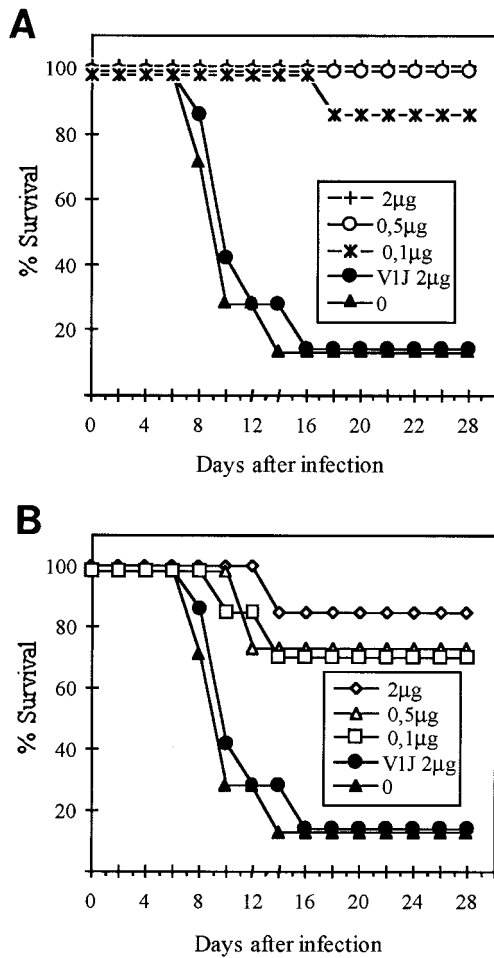 A
100
80
60
40
20
% Survival
2µg
0,5µg
0,1µg
V1J 2µg
0
0 4 8 12 16 20 24 28
Days after infection
B
100
80
60
40
20
% Survival
2µg
0,5µg
0,1µg
V1J 2µg
0
0 4 8 12 16 20 24 28
Days after infection